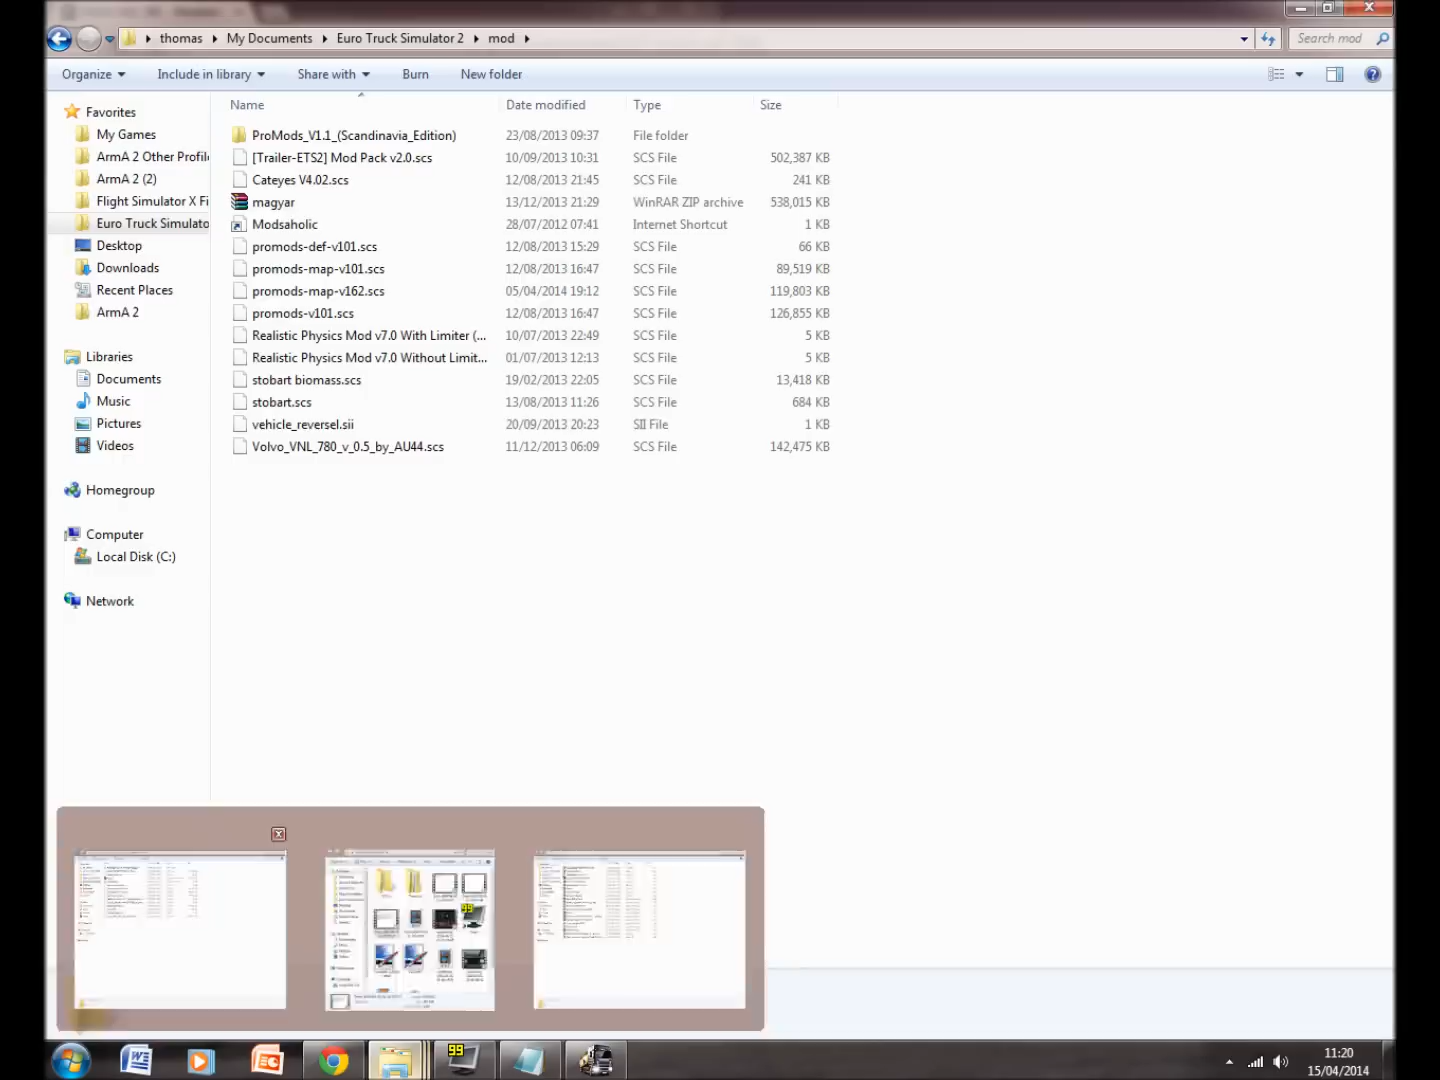 thomas My Documents Euro Truck Simulator 2 mod Search mod
Organize Include in library Share with Burn New folder
Name Date modified Type Size
Favorites
My Games
ArmA 2 Other Profil
ArmA 2 (2)
Flight Simulator X Fi
Euro Truck Simulato
Desktop
Downloads
Recent Places
ArmA 2
Libraries
Documents
Music
Pictures
Videos
Homegroup
Computer
Local Disk (C:)
Network
ProMods_V1.1_(Scandinavia_Edition) 23/08/2013 09:37 File folder
[Trailer-ETS2] Mod Pack v2.0.scs 10/09/2013 10:31 SCS File 502,387 KB
Cateyes V4.02.scs 12/08/2013 21:45 SCS File 241 KB
magyar 13/12/2013 21:29 WinRAR ZIP archive 538,015 KB
Modsaholic 28/07/2012 07:41 Internet Shortcut 1 KB
promods-def-v101.scs 12/08/2013 15:29 SCS File 66 KB
promods-map-v101.scs 12/08/2013 16:47 SCS File 89,519 KB
promods-map-v162.scs 05/04/2014 19:12 SCS File 119,803 KB
promods-v101.scs 12/08/2013 16:47 SCS File 126,855 KB
Realistic Physics Mod v7.0 With Limiter (... 10/07/2013 22:49 SCS File 5 KB
Realistic Physics Mod v7.0 Without Limit... 01/07/2013 12:13 SCS File 5 KB
stobart biomass.scs 19/02/2013 22:05 SCS File 13,418 KB
stobart.scs 13/08/2013 11:26 SCS File 684 KB
vehicle_reversel.sii 20/09/2013 20:23 SII File 1 KB
Volvo_VNL_780_v_0.5_by_AU44.scs 11/12/2013 06:09 SCS File 142,475 KB
99
99
11:20
15/04/2014